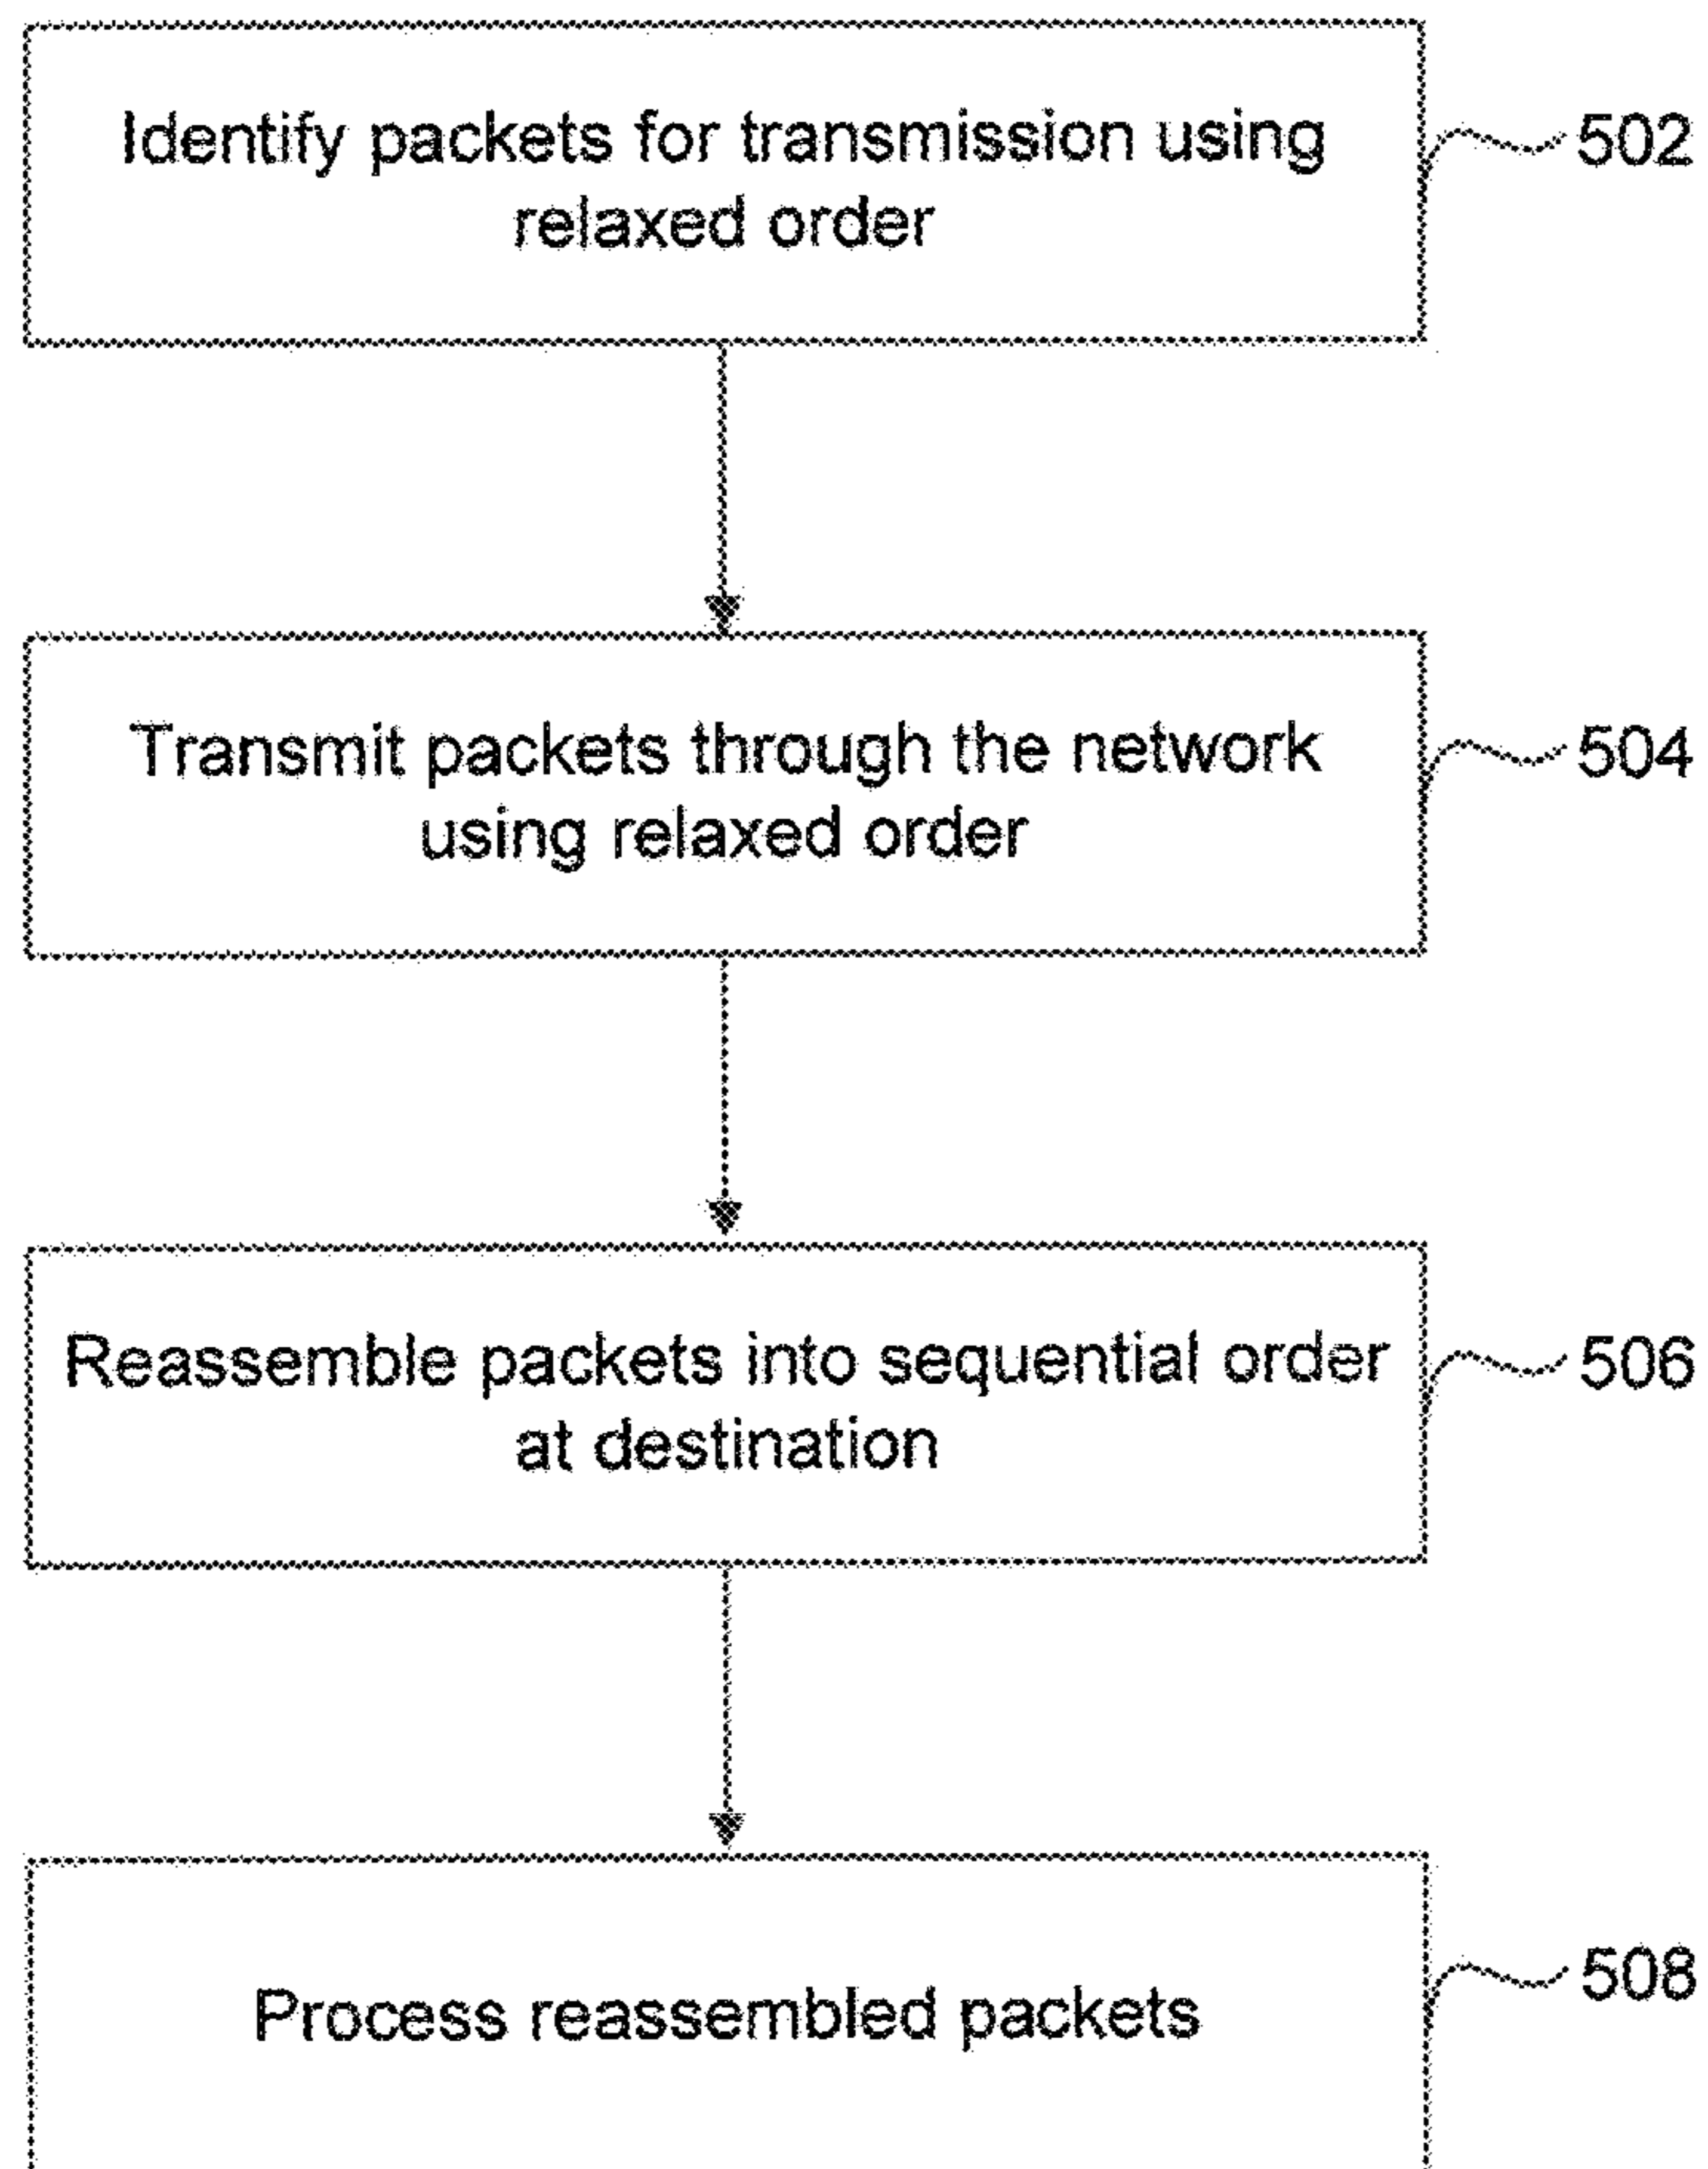 Identify packets for transmission using
relaxed order
502
Transmit packets through the network
using relaxed order
504
Reassemble packets into sequential order
at destination
506
Process reassembled packets
508